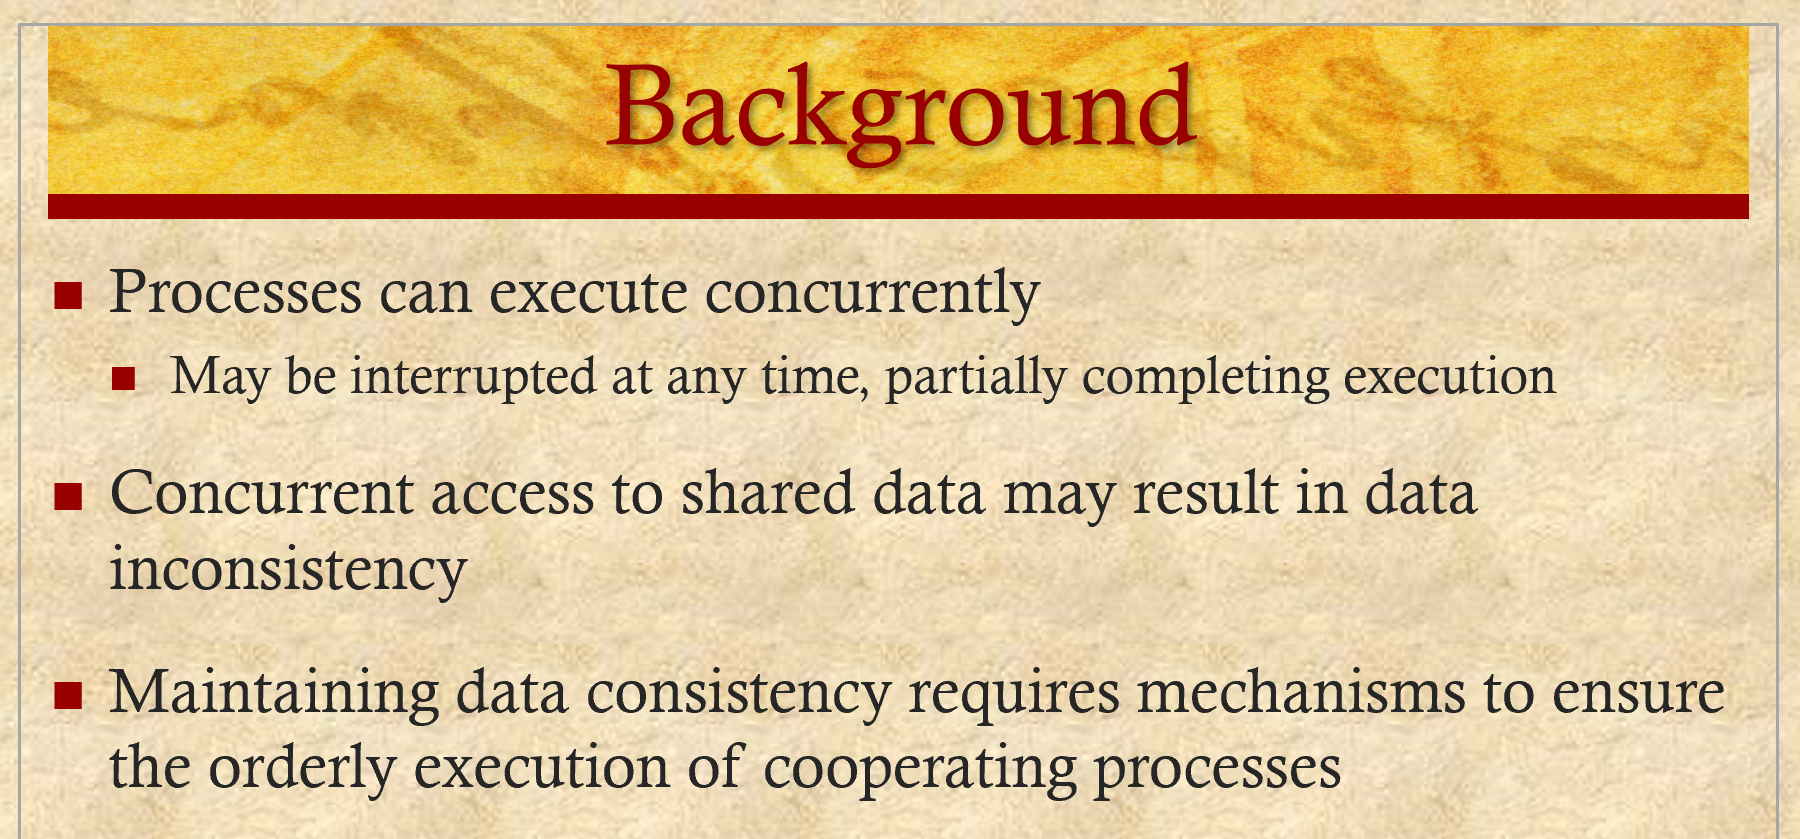 Background
Processes can execute concurrently
May be interrupted at any time, partially completing execution
Concurrent access to shared data may result in data
inconsistency
Maintaining data consistency requires mechanisms to ensure
the orderly execution of cooperating processes